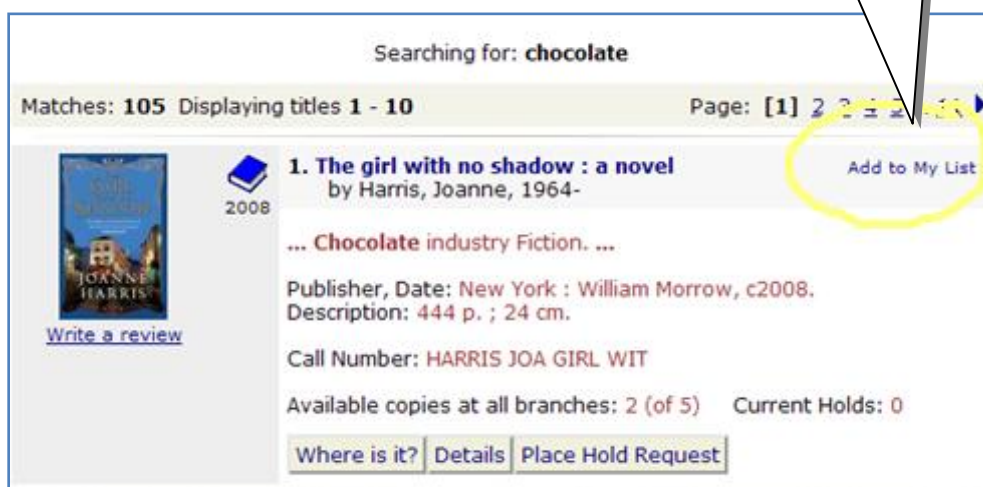 Searching for: chocolate
Matches: 105 Displaying titles 1 - 10 Page: [1] 2 3 4 5
1. The girl with no shadow : a novel Add to My List
by Harris, Joanne, 1964-
2008
... Chocolate industry Fiction. ...
JOANNE
HARRIS
Publisher, Date: New York : William Morrow, c2008.
Description: 444 p. ; 24 cm.
Write a review
Call Number: HARRIS JOA GIRL WIT
Available copies at all branches: 2 (of 5) Current Holds: 0
Where is it? Details Place Hold Request